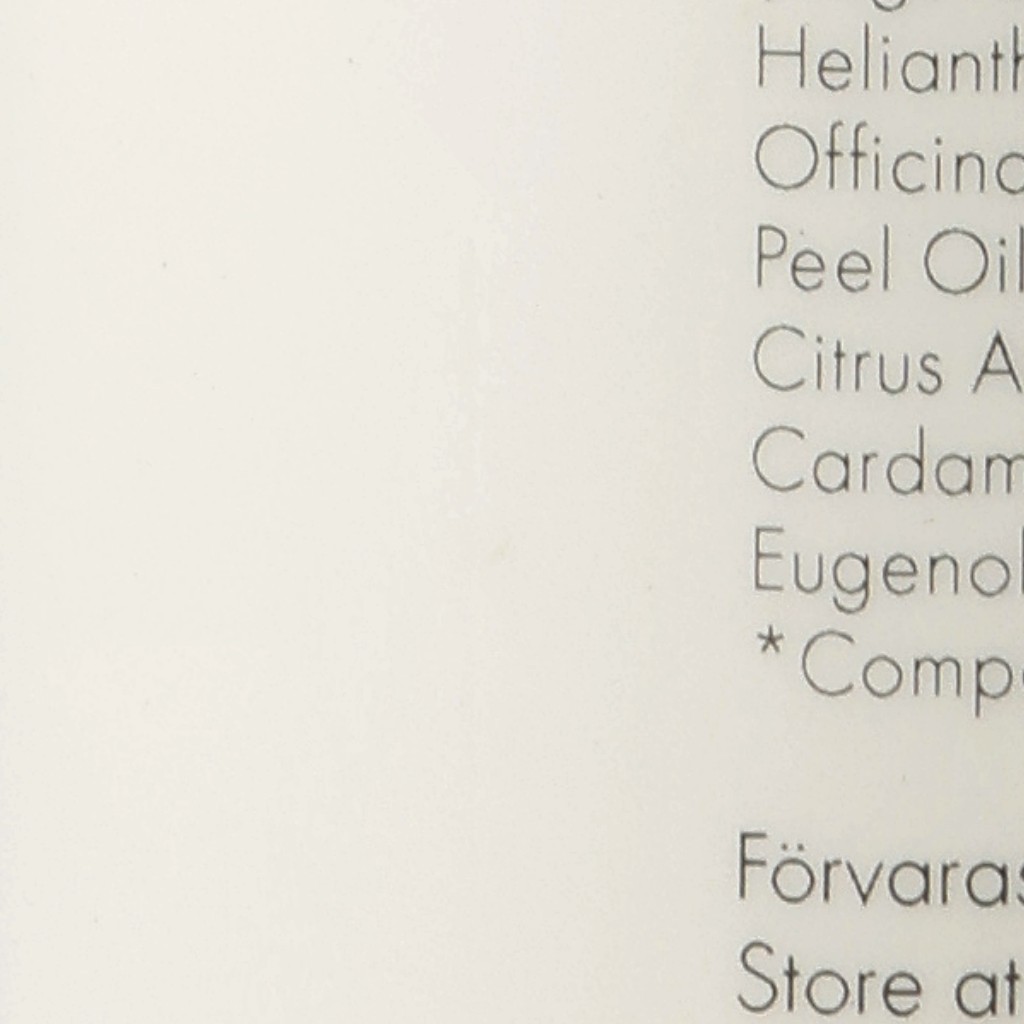 Helianth
Officina
Peel Oil
Citrus A
Cardam
Eugenol
*Comp
Förvaras
Store at